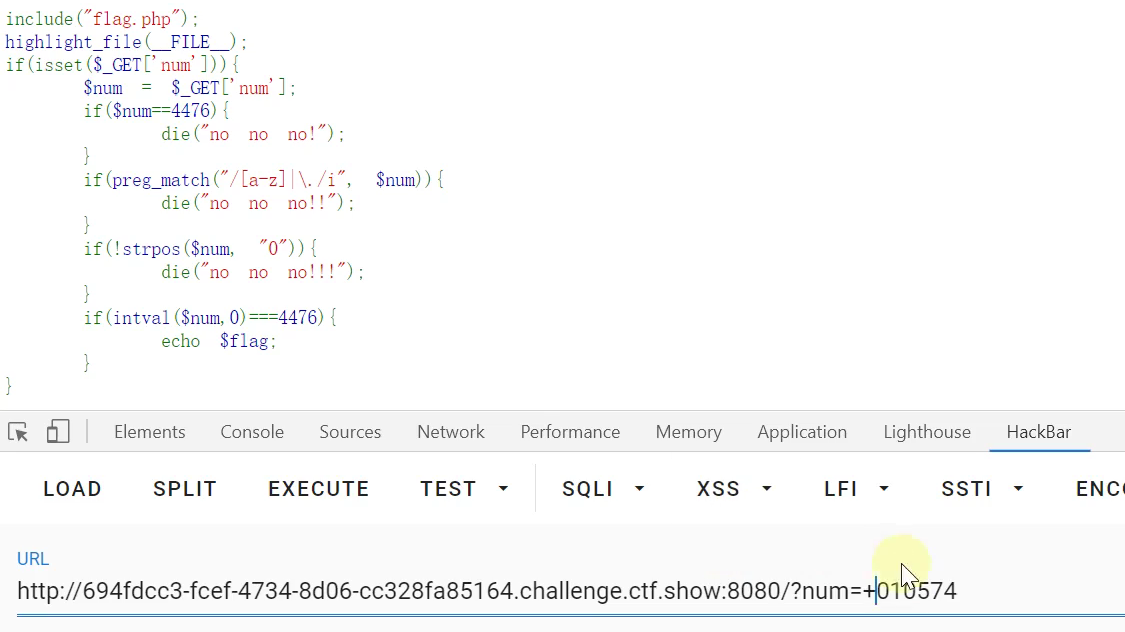 include("flag.php");
highlight_file(__FILE__);
if(isset($_GET['num'])){
$num = $_GET['num'];
if($num==4476){
die("no no no!");
}
if(preg_match("/[a-z]|\./i", $num)){
die("no no no!!");
}
if(!strpos($num, "0")){
die("no no no!!!");
}
if(intval($num,0)===4476){
echo $flag;
}
}
Elements Console Sources Network Performance Memory Application Lighthouse HackBar
LOAD SPLIT EXECUTE TEST SQLI XSS LFI SSTI ENC
URL
http://694fdcc3-fcef-4734-8d06-cc328fa85164.challenge.ctf.show:8080/?num=+010574